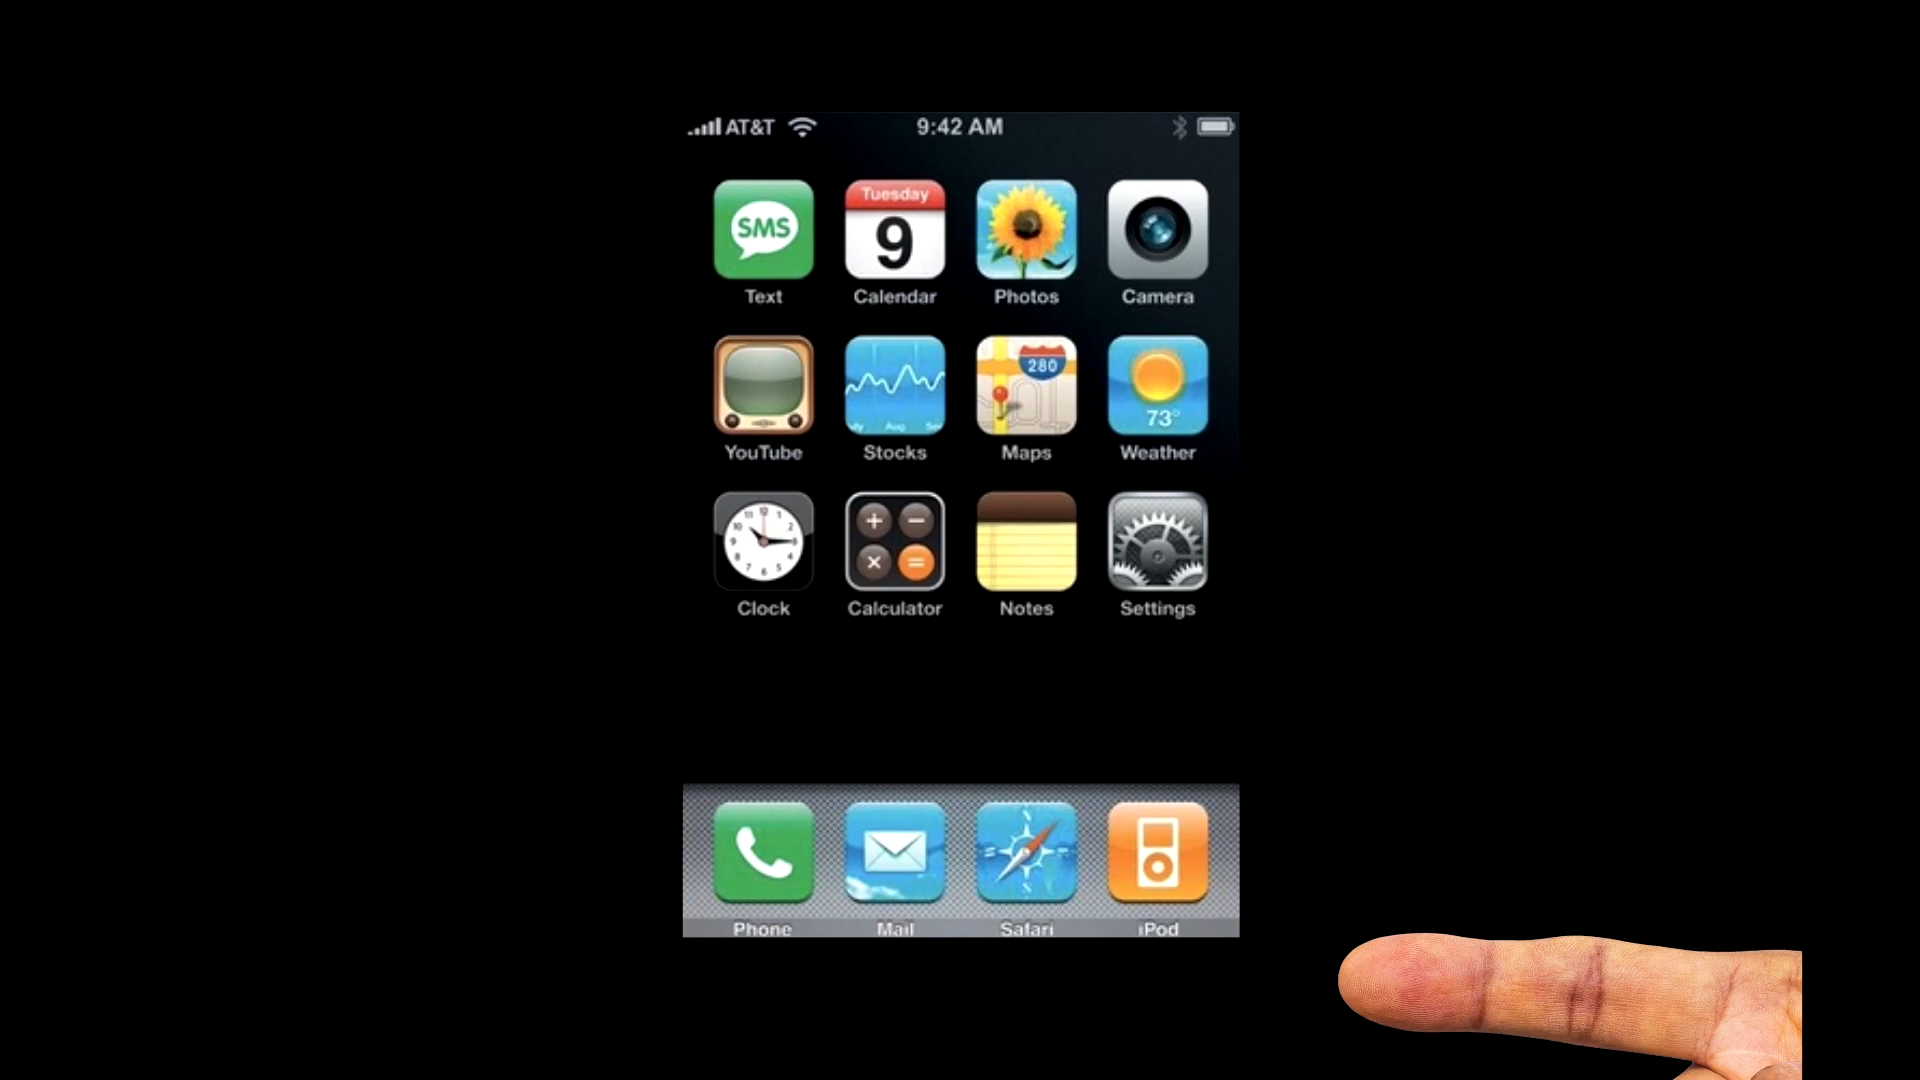 AT&T 9:42 AM
SMS Tuesday 9
Text Calendar Photos Camera
280 73°
Aug
YouTube Stocks Maps Weather
Clock Calculator Notes Settings
Phone Mail Safari iPod